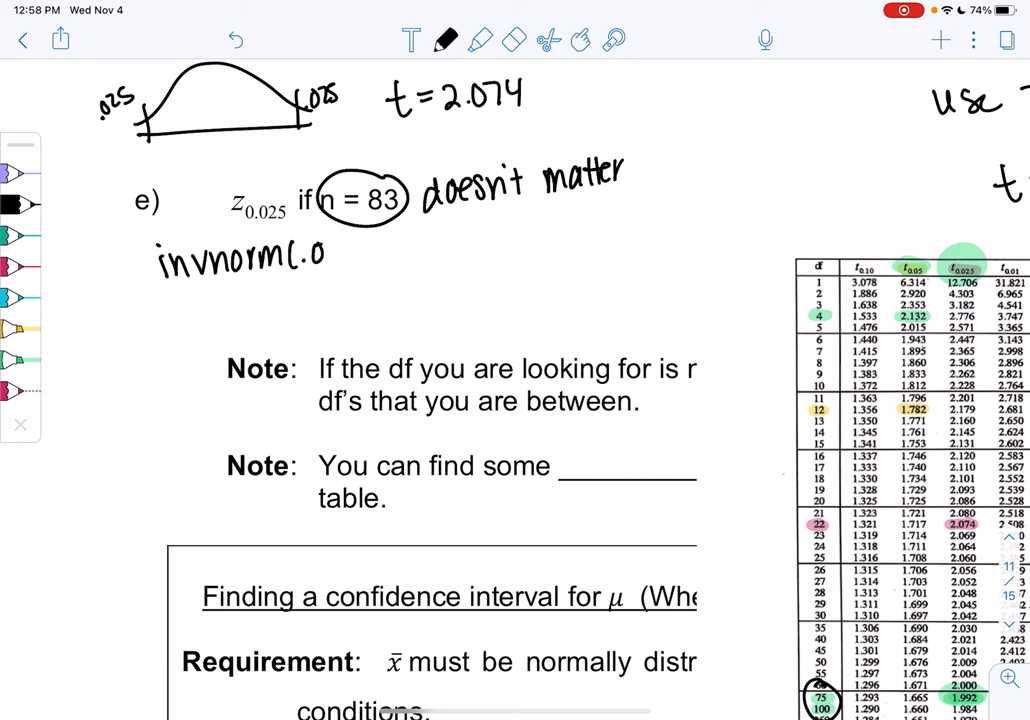 12:58 PM Wed Nov 4
74%
T
.025
.025
t = 2.074
use
t
e) z0.025 if n = 83 doesn't matter
invnorm(.0
Note: If the df you are looking for is
df's that you are between.
Note: You can find some ____________
table.
Finding a confidence interval for μ
Requirement: x̄ must be normally
conditions.
df t0.10 t0.05 t0.025 t0.01
1 3.078 6.314 12.706 31.821
2 1.886 2.920 4.303 6.965
3 1.638 2.353 3.182 4.541
4 1.533 2.132 2.776 3.747
5 1.476 2.015 2.571 3.365
6 1.440 1.943 2.447 3.143
7 1.415 1.895 2.365 2.998
8 1.397 1.860 2.306 2.896
9 1.383 1.833 2.262 2.821
10 1.372 1.812 2.228 2.764
11 1.363 1.796 2.201 2.718
12 1.356 1.782 2.179 2.681
13 1.350 1.771 2.160 2.650
14 1.345 1.761 2.145 2.624
15 1.341 1.753 2.131 2.602
16 1.337 1.746 2.120 2.583
17 1.333 1.740 2.110 2.567
18 1.330 1.734 2.101 2.552
19 1.328 1.729 2.093 2.539
20 1.325 1.725 2.086 2.528
21 1.323 1.721 2.080 2.518
22 1.321 1.717 2.074 2.508
23 1.319 1.714 2.069
24 1.318 1.711 2.064
25 1.316 1.708 2.060
26 1.315 1.706 2.056
27 1.314 1.703 2.052
28 1.313 1.701 2.048
29 1.311 1.699 2.045
30 1.310 1.697 2.042
35 1.306 1.690 2.030
40 1.303 1.684 2.021 2.423
45 1.301 1.679 2.014 2.412
50 1.299 1.676 2.009
55 1.297 1.673 2.004
1.296 1.671 2.000
75 1.293 1.665 1.992
100 1.290 1.660 1.984
11
/
15